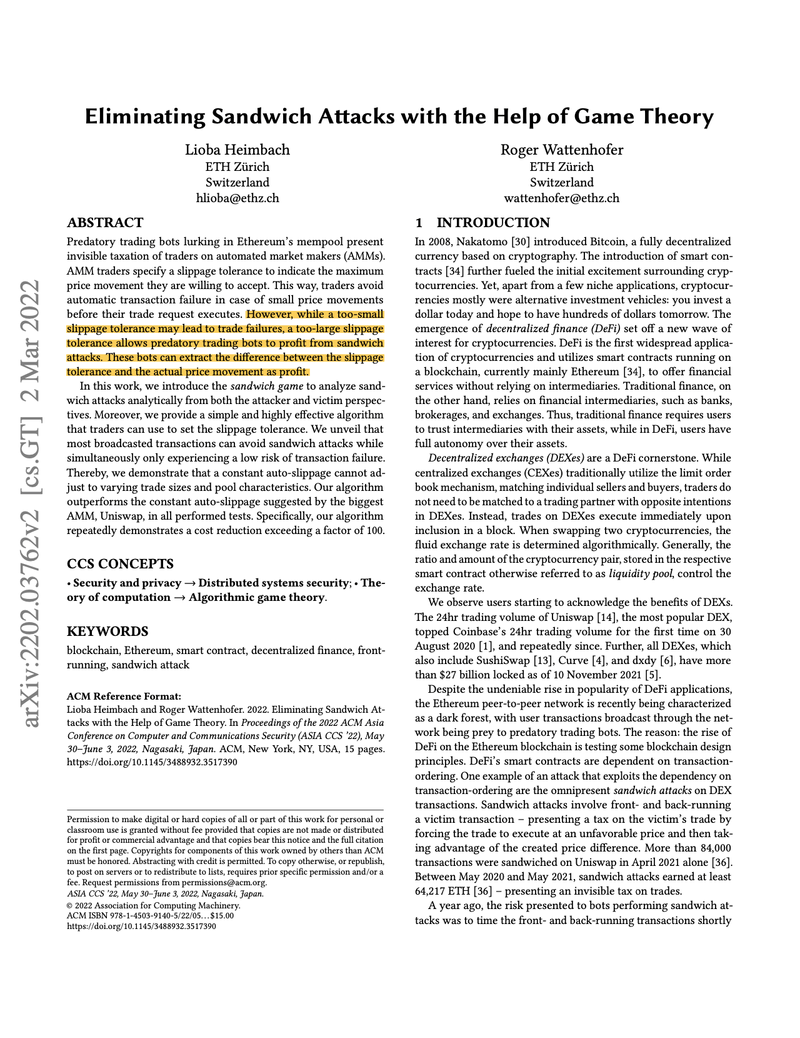 Eliminating Sandwich Attacks with the Help of Game Theory
Lioba Heimbach
ETH Zürich
Switzerland
hlioba@ethz.ch
Roger Wattenhofer
ETH Zürich
Switzerland
wattenhofer@ethz.ch
ABSTRACT
Predatory trading bots lurking in Ethereum's mempool present
invisible taxation of traders on automated market makers (AMMs).
AMM traders specify a slippage tolerance to indicate the maximum
price movement they are willing to accept. This way, traders avoid
automatic transaction failure in case of small price movements
before their trade request executes. However, while a too-small
slippage tolerance may lead to trade failures, a too-large slippage
tolerance allows predatory trading bots to profit from sandwich
attacks. These bots can extract the difference between the slippage
tolerance and the actual price movement as profit.
In this work, we introduce the sandwich game to analyze sand-
wich attacks analytically from both the attacker and victim perspec-
tives. Moreover, we provide a simple and highly effective algorithm
that traders can use to set the slippage tolerance. We unveil that
most broadcasted transactions can avoid sandwich attacks while
simultaneously only experiencing a low risk of transaction failure.
Thereby, we demonstrate that a constant auto-slippage cannot ad-
just to varying trade sizes and pool characteristics. Our algorithm
outperforms the constant auto-slippage suggested by the biggest
AMM, Uniswap, in all performed tests. Specifically, our algorithm
repeatedly demonstrates a cost reduction exceeding a factor of 100.
CCS CONCEPTS
• Security and privacy → Distributed systems security; • The-
ory of computation → Algorithmic game theory.
KEYWORDS
blockchain, Ethereum, smart contract, decentralized finance, front-
running, sandwich attack
ACM Reference Format:
Lioba Heimbach and Roger Wattenhofer. 2022. Eliminating Sandwich At-
tacks with the Help of Game Theory. In Proceedings of the 2022 ACM Asia
Conference on Computer and Communications Security (ASIA CCS '22), May
30–June 3, 2022, Nagasaki, Japan. ACM, New York, NY, USA, 15 pages.
https://doi.org/10.1145/3488932.3517390
Permission to make digital or hard copies of all or part of this work for personal or
classroom use is granted without fee provided that copies are not made or distributed
for profit or commercial advantage and that copies bear this notice and the full citation
on the first page. Copyrights for components of this work owned by others than ACM
must be honored. Abstracting with credit is permitted. To copy otherwise, or republish,
to post on servers or to redistribute to lists, requires prior specific permission and/or a
fee. Request permissions from permissions@acm.org.
ASIA CCS '22, May 30–June 3, 2022, Nagasaki, Japan.
© 2022 Association for Computing Machinery.
ACM ISBN 978-1-4503-9140-5/22/05...$15.00
https://doi.org/10.1145/3488932.3517390
1 INTRODUCTION
In 2008, Nakatomo [30] introduced Bitcoin, a fully decentralized
currency based on cryptography. The introduction of smart con-
tracts [34] further fueled the initial excitement surrounding cryp-
tocurrencies. Yet, apart from a few niche applications, cryptocur-
rencies mostly were alternative investment vehicles: you invest a
dollar today and hope to have hundreds of dollars tomorrow. The
emergence of decentralized finance (DeFi) set off a new wave of
interest for cryptocurrencies. DeFi is the first widespread applica-
tion of cryptocurrencies and utilizes smart contracts running on
a blockchain, currently mainly Ethereum [34], to offer financial
services without relying on intermediaries. Traditional finance, on
the other hand, relies on financial intermediaries, such as banks,
brokerages, and exchanges. Thus, traditional finance requires users
to trust intermediaries with their assets, while in DeFi, users have
full autonomy over their assets.
Decentralized exchanges (DEXes) are a DeFi cornerstone. While
centralized exchanges (CEXes) traditionally utilize the limit order
book mechanism, matching individual sellers and buyers, traders do
not need to be matched to a trading partner with opposite intentions
in DEXes. Instead, trades on DEXes execute immediately upon
inclusion in a block. When swapping two cryptocurrencies, the
fluid exchange rate is determined algorithmically. Generally, the
ratio and amount of the cryptocurrency pair, stored in the respective
smart contract otherwise referred to as liquidity pool, control the
exchange rate.
We observe users starting to acknowledge the benefits of DEXs.
The 24hr trading volume of Uniswap [14], the most popular DEX,
topped Coinbase's 24hr trading volume for the first time on 30
August 2020 [1], and repeatedly since. Further, all DEXes, which
also include SushiSwap [13], Curve [4], and dxdy [6], have more
than $27 billion locked as of 10 November 2021 [5].
Despite the undeniable rise in popularity of DeFi applications,
the Ethereum peer-to-peer network is recently being characterized
as a dark forest, with user transactions broadcast through the net-
work being prey to predatory trading bots. The reason: the rise of
DeFi on the Ethereum blockchain is testing some blockchain design
principles. DeFi's smart contracts are dependent on transaction-
ordering. One example of an attack that exploits the dependency on
transaction-ordering are the omnipresent sandwich attacks on DEX
transactions. Sandwich attacks involve front- and back-running
a victim transaction – presenting a tax on the victim's trade by
forcing the trade to execute at an unfavorable price and then tak-
ing advantage of the created price difference. More than 84,000
transactions were sandwiched on Uniswap in April 2021 alone [36].
Between May 2020 and May 2021, sandwich attacks earned at least
64,217 ETH [36] – presenting an invisible tax on trades.
A year ago, the risk presented to bots performing sandwich at-
tacks was to time the front- and back-running transactions shortly
arXiv:2202.03762v2 [cs.GT] 2 Mar 2022